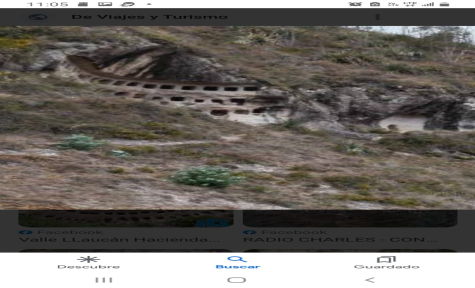 11:05
De Viajes y Turismo
Facebook
Valle LLaucán Hacienda...
Facebook
RADIO CHARLES - CON...
Descubre
Buscar
Guardado